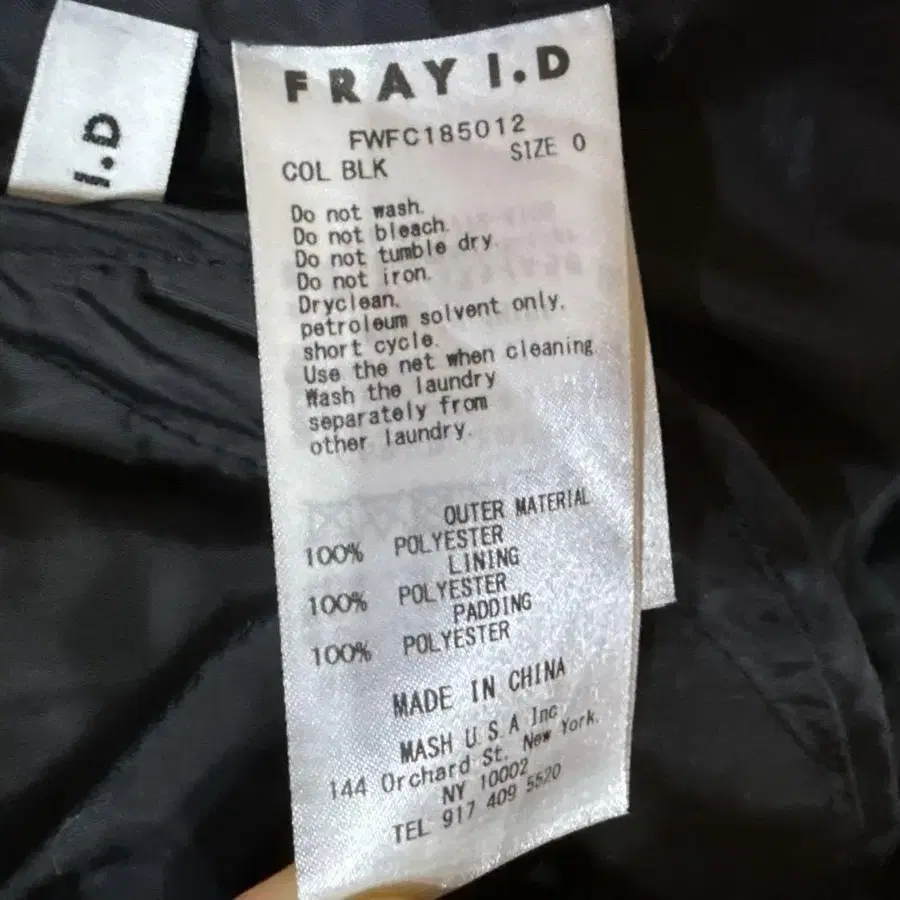 I.D
FRAY I.D
FWFC185012
COL BLK SIZE 0
Do not wash.
Do not bleach.
Do not tumble dry.
Do not iron.
Dryclean.
petroleum solvent only.
short cycle.
Use the net when cleaning
Wash the laundry
separately from
other laundry.
OUTER MATERIAL
100% POLYESTER
LINING
100% POLYESTER
PADDING
100% POLYESTER
MADE IN CHINA
MASH U.S.A Inc
144 Orchard St. New York.
NY 10002
TEL 917 409 5520